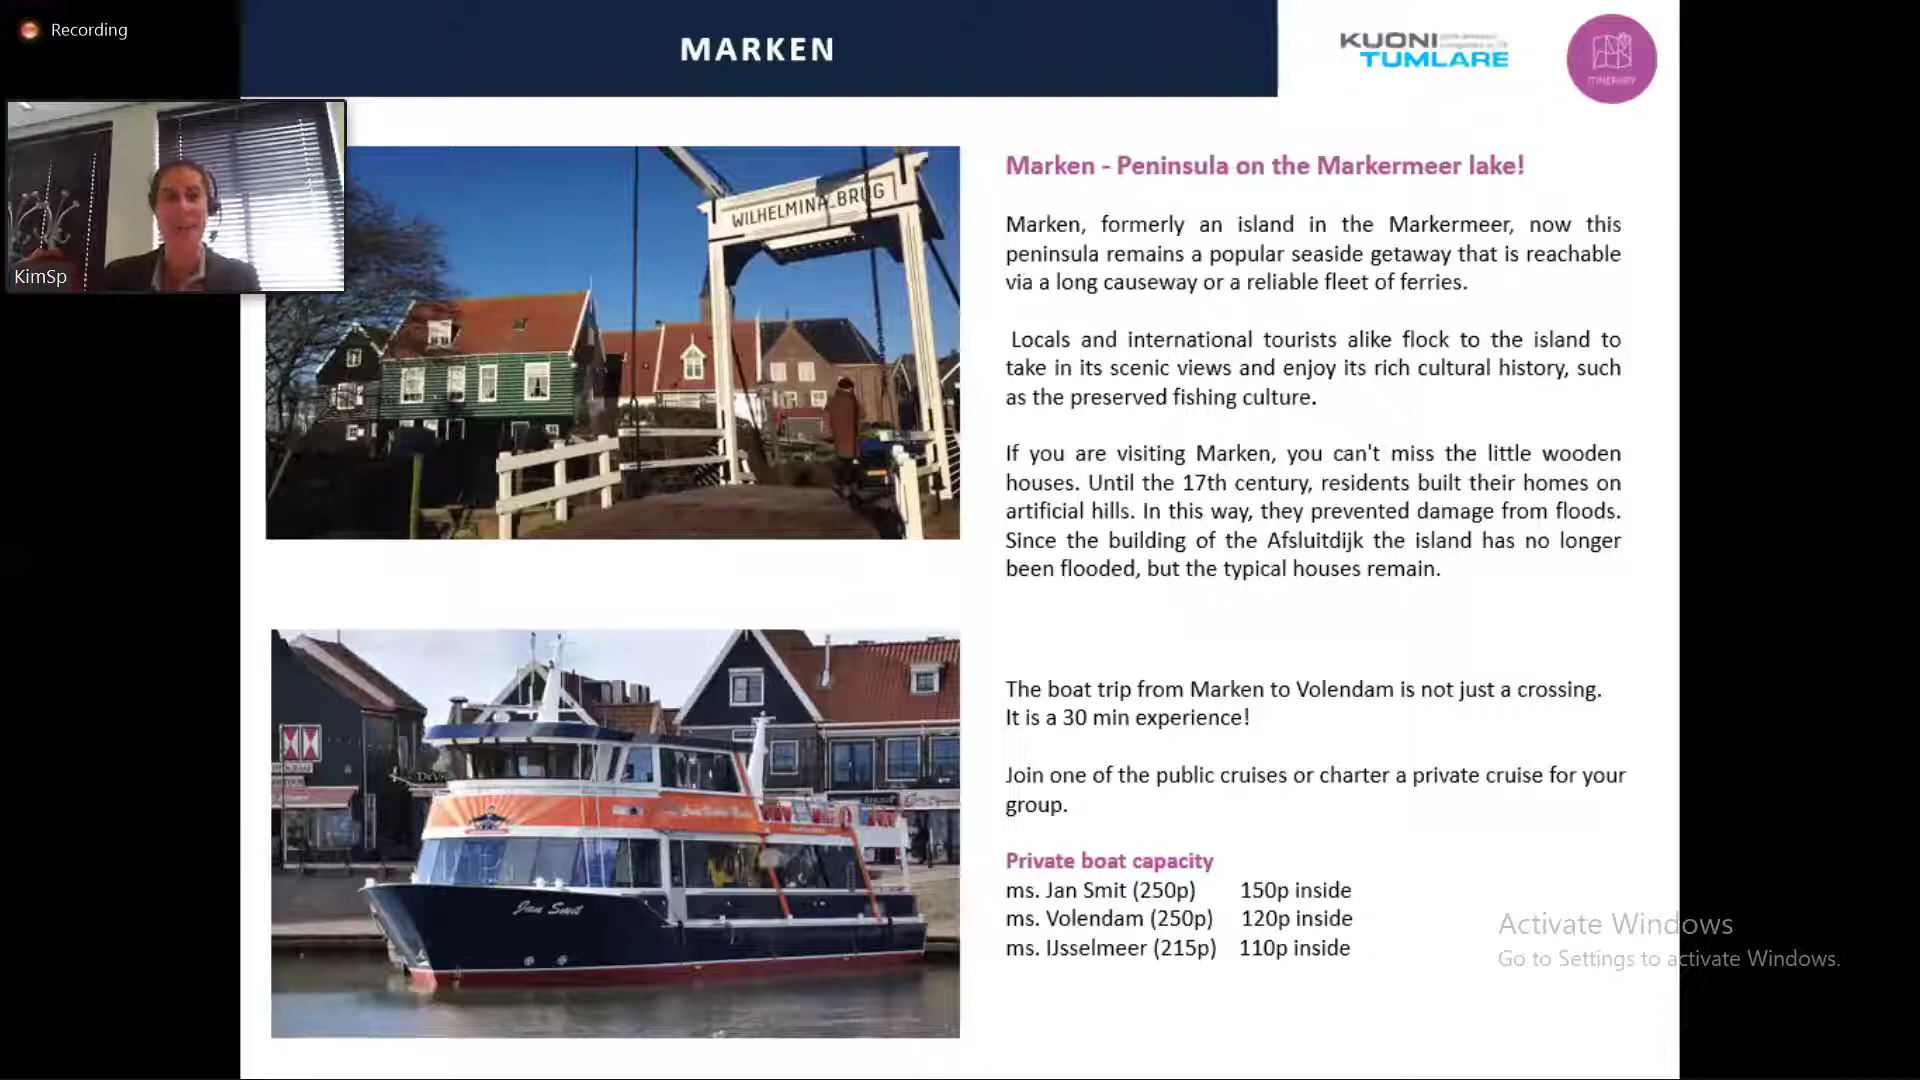 Recording
MARKEN
KUONI
TUMLARE
ITINERARY
KimSp
WILHELMINA BRUG
Marken - Peninsula on the Markermeer lake!
Marken, formerly an island in the Markermeer, now this
peninsula remains a popular seaside getaway that is reachable
via a long causeway or a reliable fleet of ferries.
Locals and international tourists alike flock to the island to
take in its scenic views and enjoy its rich cultural history, such
as the preserved fishing culture.
If you are visiting Marken, you can't miss the little wooden
houses. Until the 17th century, residents built their homes on
artificial hills. In this way, they prevented damage from floods.
Since the building of the Afsluitdijk the island has no longer
been flooded, but the typical houses remain.
Jan Smit
The boat trip from Marken to Volendam is not just a crossing.
It is a 30 min experience!
Join one of the public cruises or charter a private cruise for your
group.
Private boat capacity
ms. Jan Smit (250p) 150p inside
ms. Volendam (250p) 120p inside
ms. IJsselmeer (215p) 110p inside
Activate Windows
Go to Settings to activate Windows.